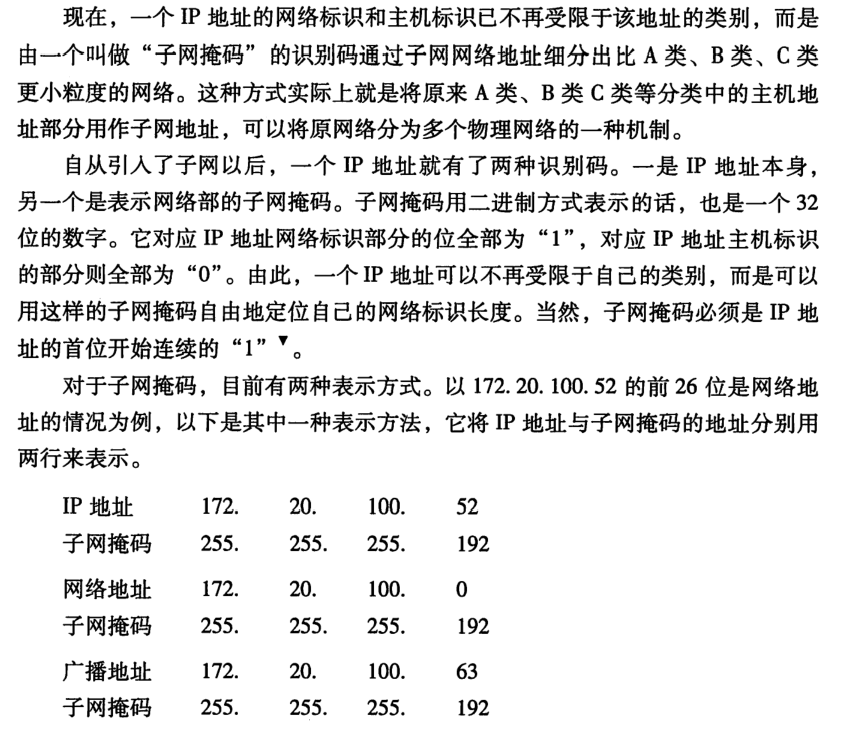 现在，一个 IP 地址的网络标识和主机标识已不再受限于该地址的类别，而是
由一个叫做“子网掩码”的识别码通过子网网络地址细分出比 A 类、B 类、C 类
更小粒度的网络。这种方式实际上就是将原来 A 类、B 类 C 类等分类中的主机地
址部分用作子网地址，可以将原网络分为多个物理网络的一种机制。
自从引入了子网以后，一个 IP 地址就有了两种识别码。一是 IP 地址本身，
另一个是表示网络部的子网掩码。子网掩码用二进制方式表示的话，也是一个 32
位的数字。它对应 IP 地址网络标识部分的位全部为“1”，对应 IP 地址主机标识
的部分则全部为“0”。由此，一个 IP 地址可以不再受限于自己的类别，而是可以
用这样的子网掩码自由地定位自己的网络标识长度。当然，子网掩码必须是 IP 地
址的首位开始连续的“1”▼。
对于子网掩码，目前有两种表示方式。以 172. 20. 100. 52 的前 26 位是网络地
址的情况为例，以下是其中一种表示方法，它将 IP 地址与子网掩码的地址分别用
两行来表示。
IP 地址 172. 20. 100. 52
子网掩码 255. 255. 255. 192
网络地址 172. 20. 100. 0
子网掩码 255. 255. 255. 192
广播地址 172. 20. 100. 63
子网掩码 255. 255. 255. 192